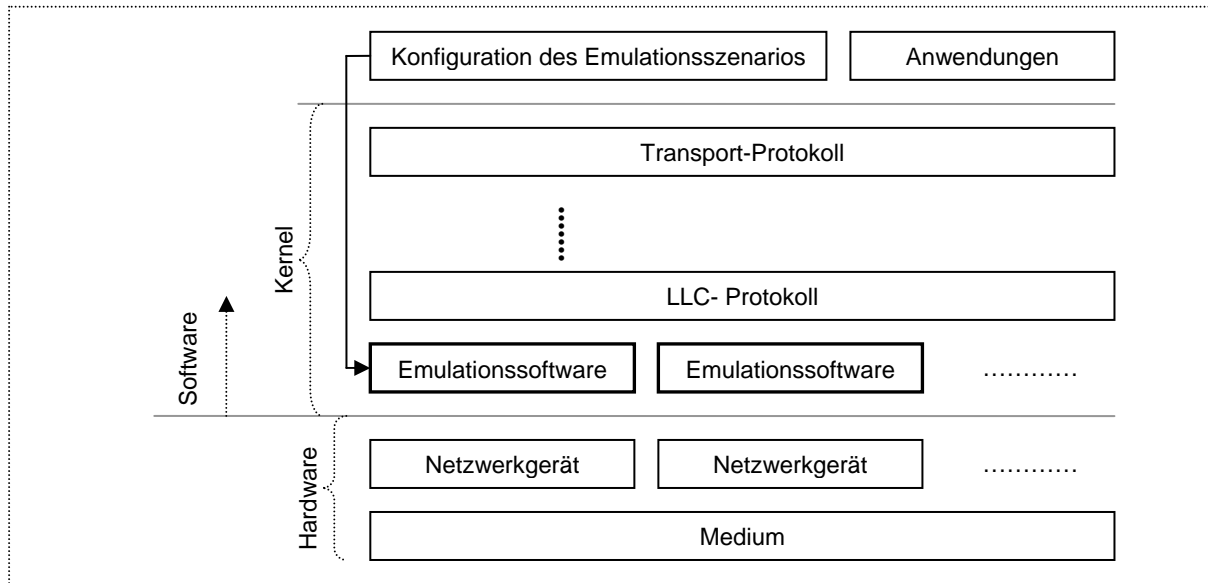 Konfiguration des Emulationsszenarios
Anwendungen
Transport-Protokoll
Kernel
LLC- Protokoll
Software
Emulationssoftware
Emulationssoftware
............
Hardware
Netzwerkgerät
Netzwerkgerät
............
Medium